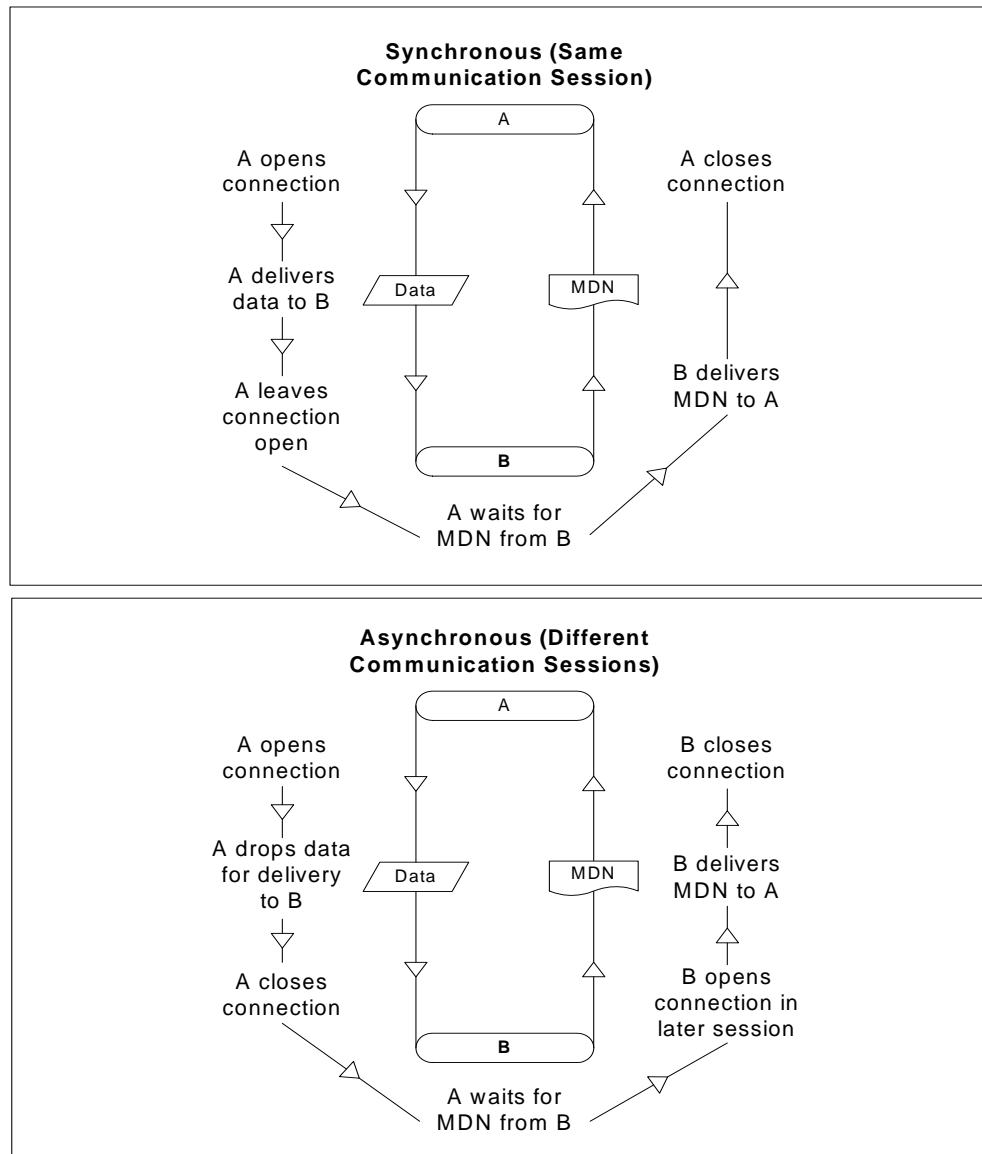 Synchronous (Same
Communication Session)
A
A opens
connection
A delivers
data to B
A leaves
connection
open
Data
MDN
B
A waits for
MDN from B
B delivers
MDN to A
A closes
connection
Asynchronous (Different
Communication Sessions)
A
A opens
connection
A drops data
for delivery
to B
A closes
connection
Data
MDN
B
A waits for
MDN from B
B opens
connection in
later session
B delivers
MDN to A
B closes
connection